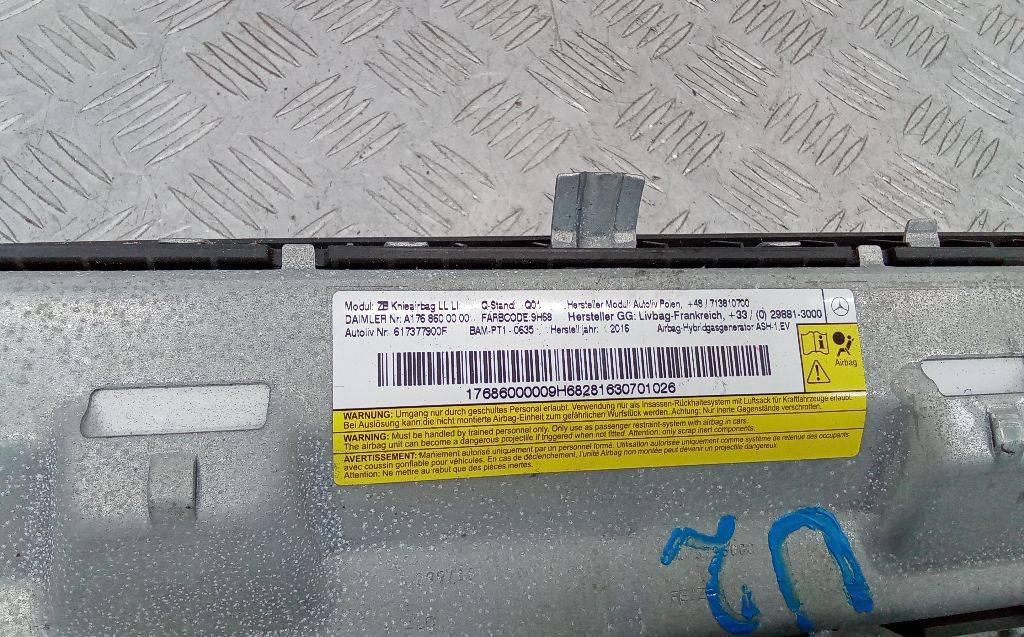 Modul: ZB Knieairbag LL LI Q-Stand: Q01 Hersteller Modul: Autoliv Polen, +48 / 713810700
DAIMLER Nr. A176 860 00 00 FARBCODE:9H68 Hersteller GG: Livbag-Frankreich, +33 / (0) 29881-3000
Autoliv Nr. 617377900F BAM-PT1 - 0635 Herstelljahr: 2016 Airbag-Hybridgasgenerator ASH-1.EV
Airbag
17686000009H68281630701026
WARNUNG: Umgang nur durch geschultes Personal erlaubt. Verwendung nur als Insassen-Rückhaltesystem mit Luftsack für Kraftfahrzeuge erlaubt.
Bei Auslösung kann die nicht montierte Airbag-Einheit zum gefährlichen Wurfstück werden. Achtung: Nur inerte Gegenstände verschrotten.
WARNING: Must be handled by trained personnel only. Only use as passenger restraint-system with airbag in cars.
The airbag unit can become a dangerous projectile if triggered when not fitted. Attention: only scrap inert components.
AVERTISSEMENT: Maniement autorisé uniquement par un personnel formé. Utilisation autorisée uniquement comme système de retenue des occupants
avec coussin gonflable pour véhicules. En cas de déclenchement, l'unité Airbag non montée peut devenir un projectile dangereux.
Attention: Ne mettre au rebut que des pièces inertes.